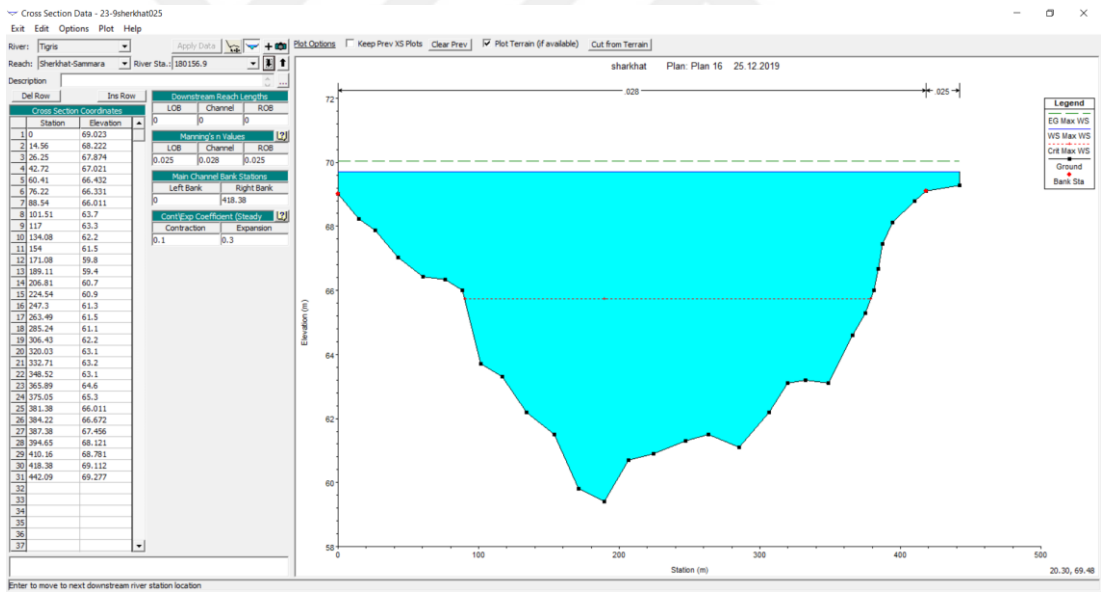 Cross Section Data - 23-9sherkhat025
Exit Edit Options Plot Help
River: Tigris Apply Data Plot Options Keep Prev XS Plots Clear Prev Plot Terrain (if available) Cut from Terrain
Reach: Sherkhat-Sammara River Sta.: 180156.9
Description ...
Del Row Ins Row
Cross Section Coordinates
Station Elevation
1 0 69.023
2 14.56 68.222
3 26.25 67.874
4 42.72 67.021
5 60.41 66.432
6 76.22 66.331
7 88.54 66.011
8 101.51 63.7
9 117 63.3
10 134.08 62.2
11 154 61.5
12 171.08 59.8
13 189.11 59.4
14 206.81 60.7
15 224.54 60.9
16 247.3 61.3
17 263.49 61.5
18 285.24 61.1
19 306.43 62.2
20 320.03 63.1
21 332.71 63.2
22 348.52 63.1
23 365.89 64.6
24 375.05 65.3
25 381.38 66.011
26 384.22 66.672
27 387.38 67.456
28 394.65 68.121
29 410.16 68.781
30 418.38 69.112
31 442.09 69.277
32
33
34
35
36
37
Downstream Reach Lengths
LOB Channel ROB
0 0 0
Manning's n Values ?
LOB Channel ROB
0.025 0.028 0.025
Main Channel Bank Stations
Left Bank Right Bank
0 418.38
Cont\Exp Coefficient (Steady ?
Contraction Expansion
0.1 0.3
sharkhat Plan: Plan 16 25.12.2019
.028 .025
Legend
EG Max WS
WS Max WS
Crit Max WS
Ground
Bank Sta
72
70
68
66
64
62
60
58
Elevation (m)
0 100 200 300 400 500
Station (m)
20.30, 69.48
Enter to move to next downstream river station location